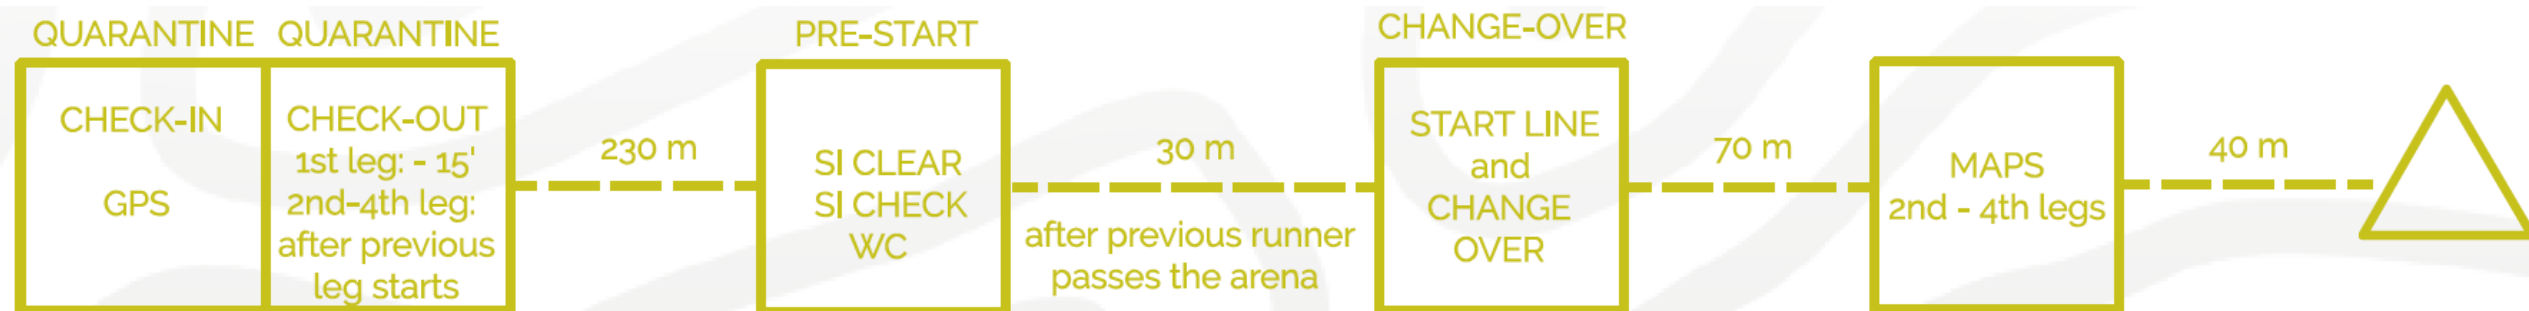 QUARANTINE
CHECK-IN
GPS
QUARANTINE
CHECK-OUT
1st leg: - 15'
2nd-4th leg:
after previous
leg starts
230 m
PRE-START
SI CLEAR
SI CHECK
WC
30 m
after previous runner
passes the arena
CHANGE-OVER
START LINE
and
CHANGE
OVER
70 m
MAPS
2nd - 4th legs
40 m